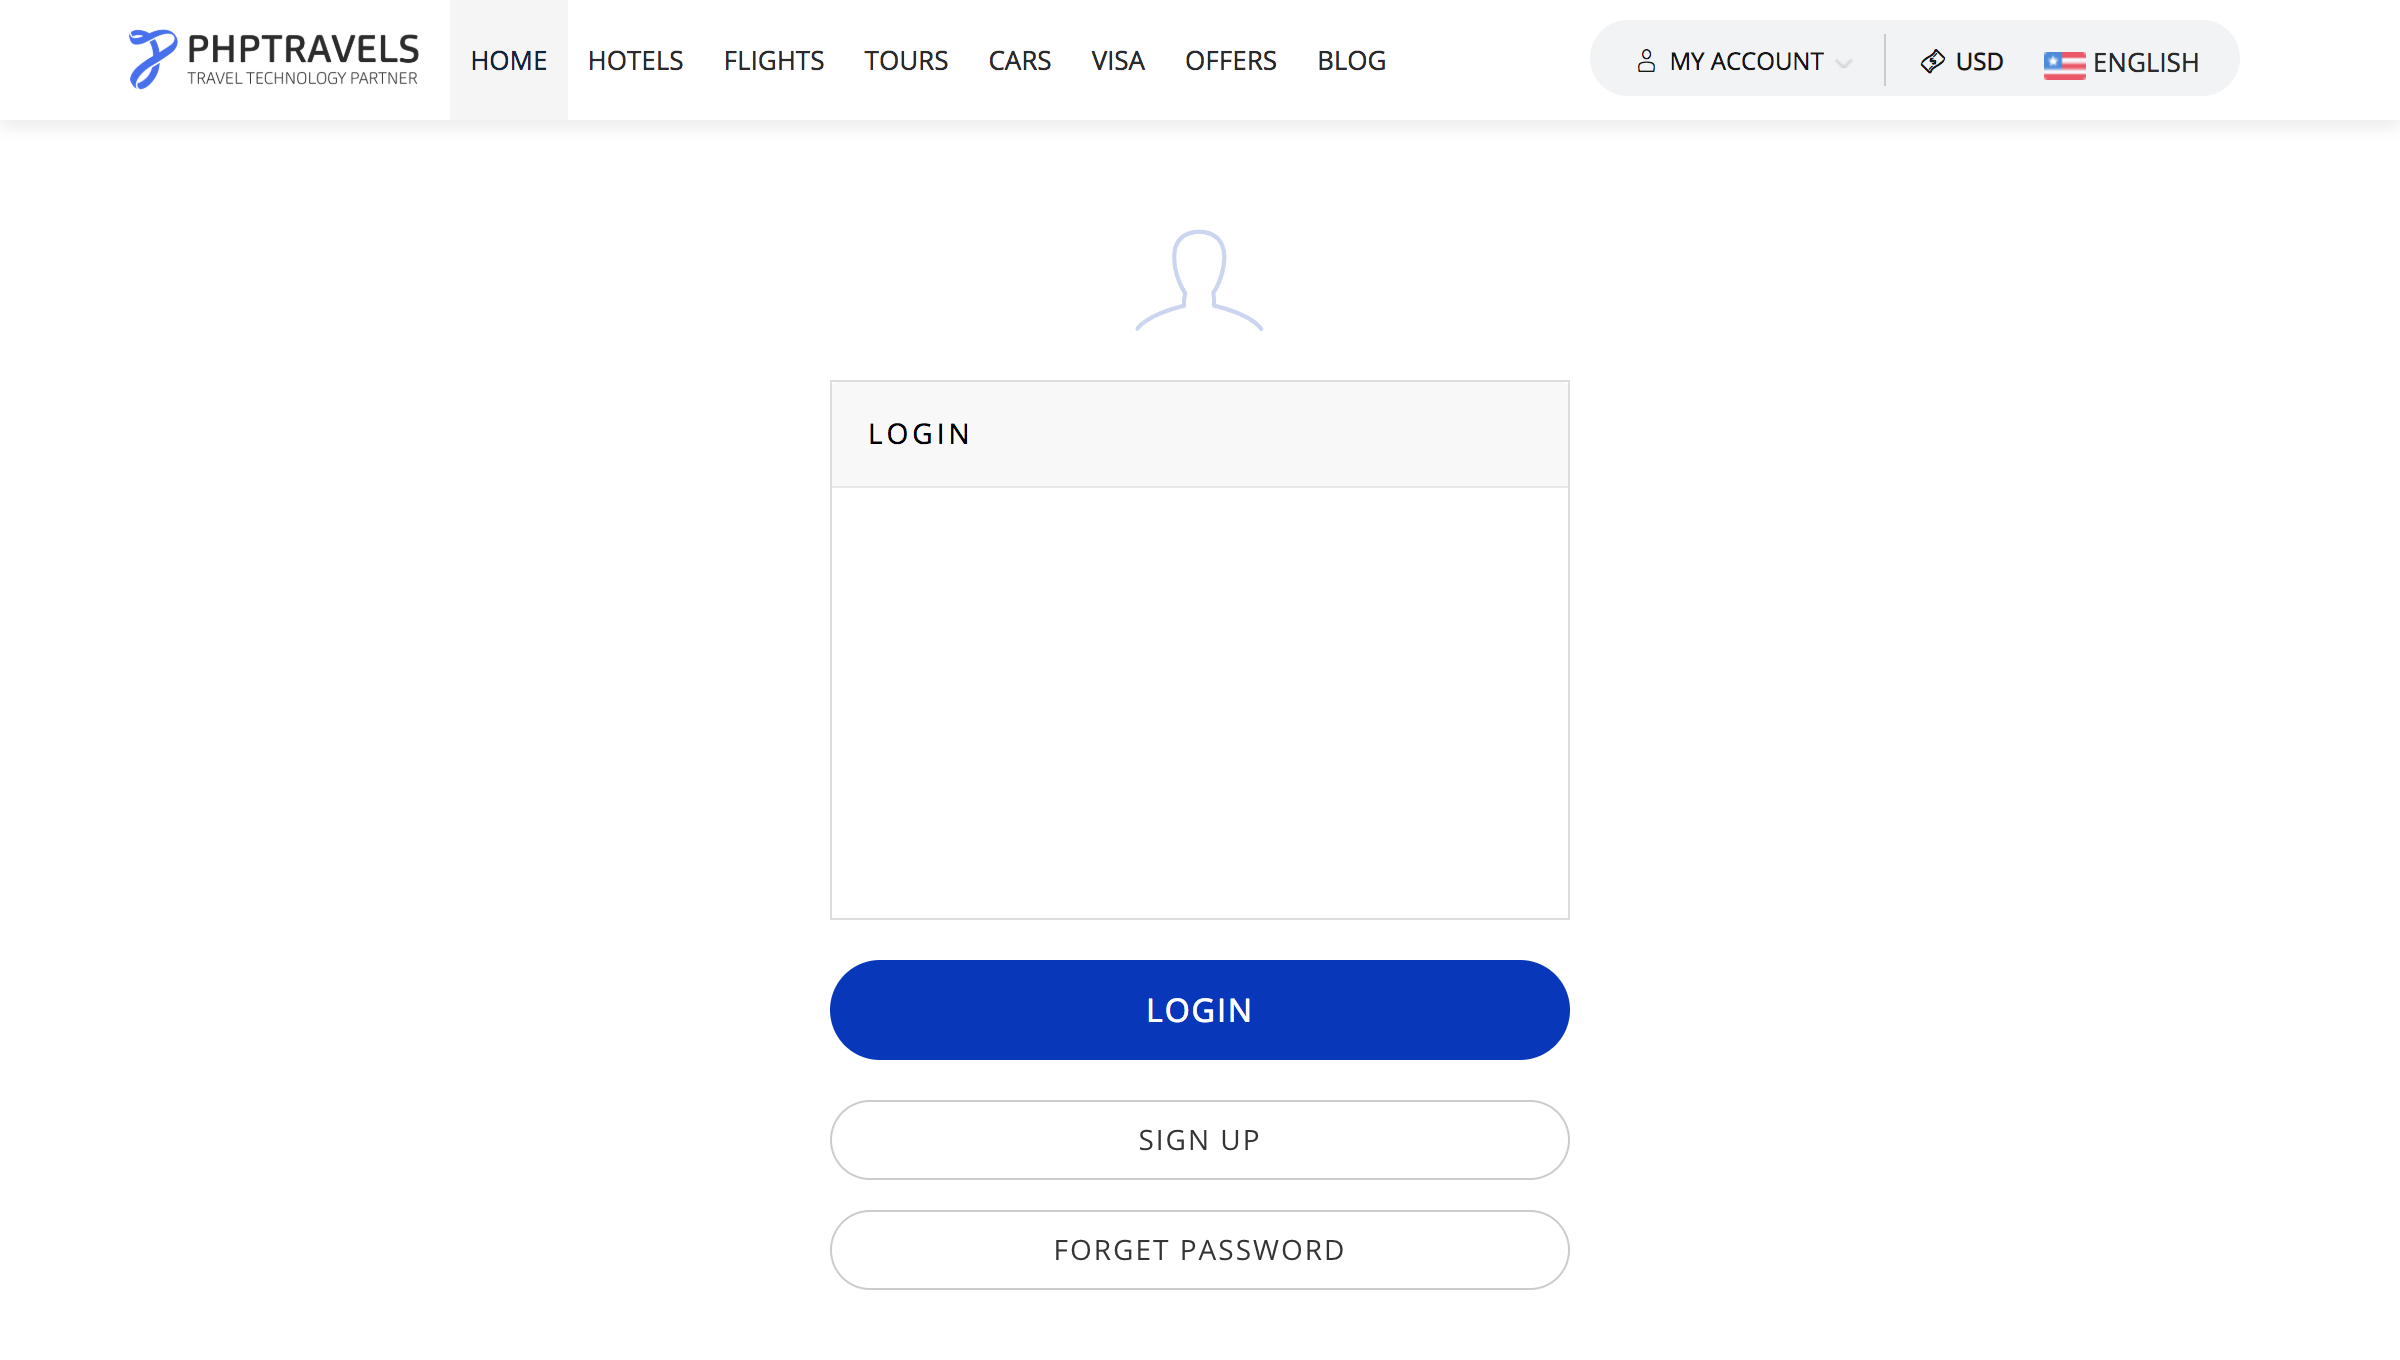 PHPTRAVELS
TRAVEL TECHNOLOGY PARTNER
HOME HOTELS FLIGHTS TOURS CARS VISA OFFERS BLOG
MY ACCOUNT USD ENGLISH
LOGIN
LOGIN
SIGN UP
FORGET PASSWORD